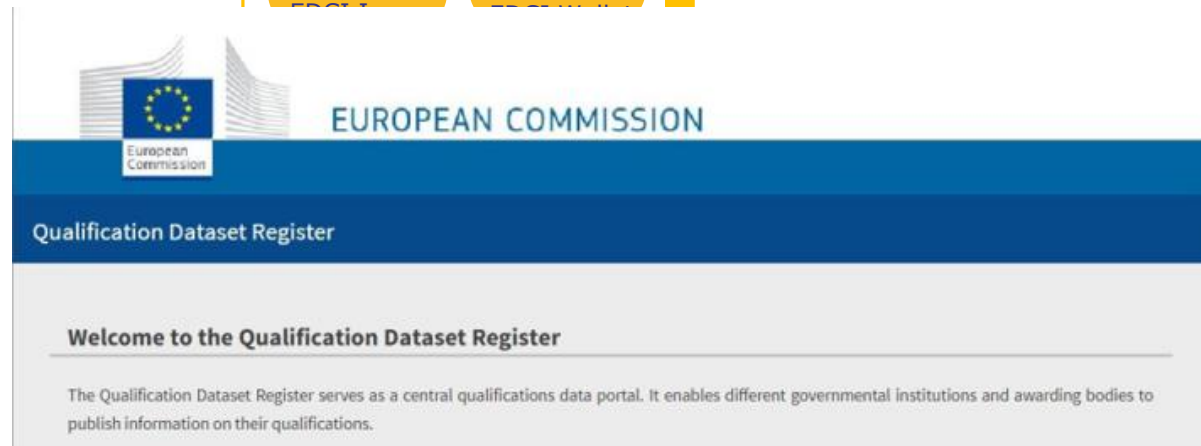 EUROPEAN COMMISSION
European
Commission
Qualification Dataset Register
Welcome to the Qualification Dataset Register
The Qualification Dataset Register serves as a central qualifications data portal. It enables different governmental institutions and awarding bodies to
publish information on their qualifications.